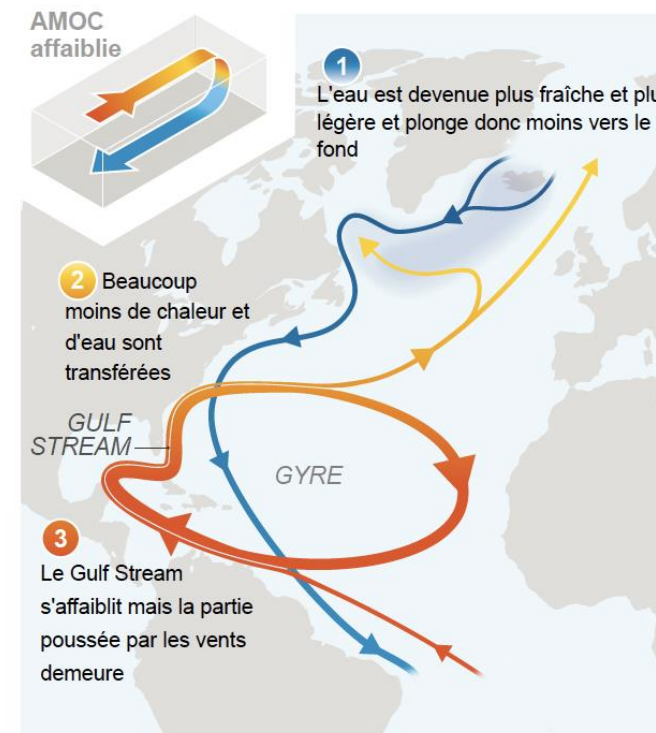 AMOC
affaiblie
1
L'eau est devenue plus fraîche et
légère et plonge donc moins vers le
fond
2 Beaucoup
moins de chaleur et
d'eau sont
transférées
GULF
STREAM
GYRE
3
Le Gulf Stream
s'affaiblit mais la partie
poussée par les vents
demeure